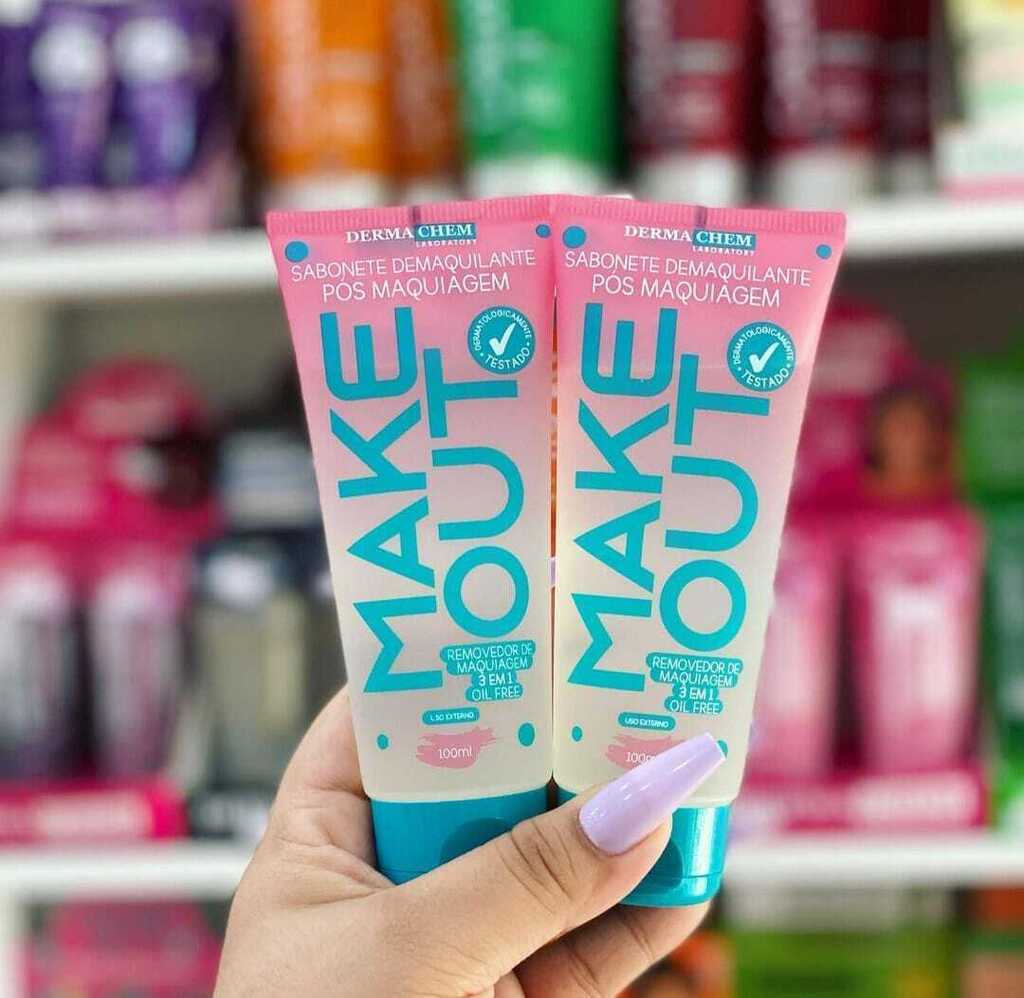 DERMA CHEM
LABORATORY
SABONETE DEMAQUILANTE
PÓS MAQUIAGEM
DERMATOLOGICAMENTE
TESTADO
MAKE
OUT
REMOVEDOR DE
MAQUIAGEM
3 EM 1
OIL FREE
USO EXTERNO
100ml
DERMA CHEM
LABORATORY
SABONETE DEMAQUILANTE
PÓS MAQUIAGEM
DERMATOLOGICAMENTE
TESTADO
MAKE
OUT
REMOVEDOR DE
MAQUIAGEM
3 EM 1
OIL FREE
USO EXTERNO